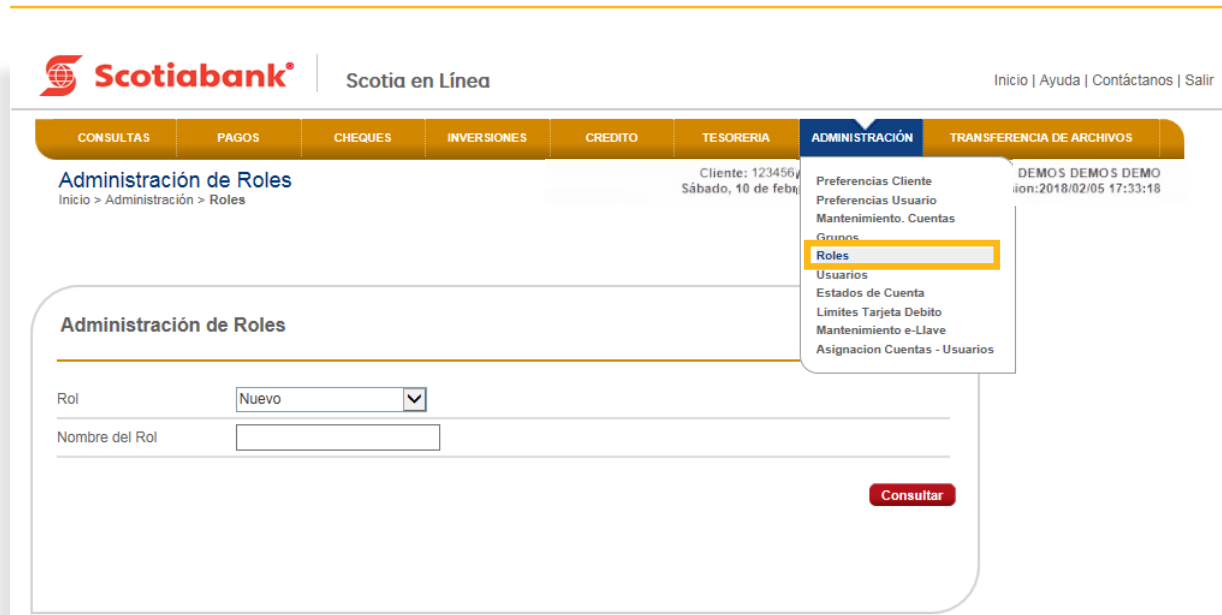 Scotiabank®
Scotia en Línea
Inicio | Ayuda | Contáctanos | Salir
CONSULTAS PAGOS CHEQUES INVERSIONES CREDITO TESORERIA ADMINISTRACIÓN TRANSFERENCIA DE ARCHIVOS
Administración de Roles
Inicio > Administración > Roles
Cliente: 123456
Sábado, 10 de feb
DEMOS DEMOS DEMO
ion:2018/02/05 17:33:18
Preferencias Cliente
Preferencias Usuario
Mantenimiento. Cuentas
Grupos
Roles
Usuarios
Estados de Cuenta
Limites Tarjeta Debito
Mantenimiento e-Llave
Asignacion Cuentas - Usuarios
Administración de Roles
Rol Nuevo
Nombre del Rol
Consultar